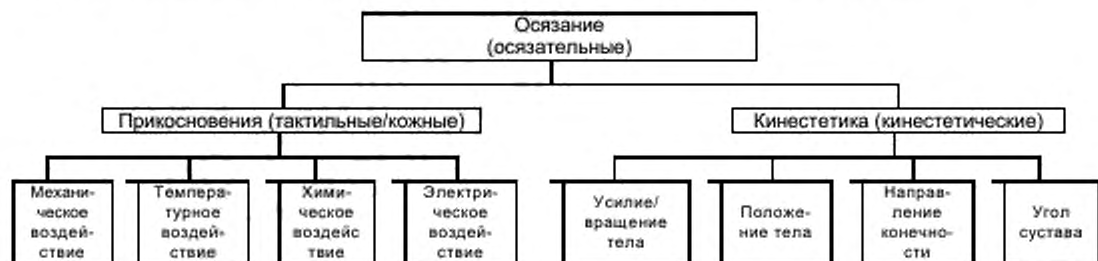 Осязание
(осязательные)
Прикосновения (тактильные/кожные)
Кинестетика (кинестетические)
Механи-
ческое
воздей-
ствие
Темпера-
турное
воздей-
ствие
Хими-
ческое
воздейс
твие
Электри-
ческое
воздей-
ствие
Усилие/
вращение
тела
Положе-
ние тела
Направ-
ление
конечно-
сти
Угол
сустава